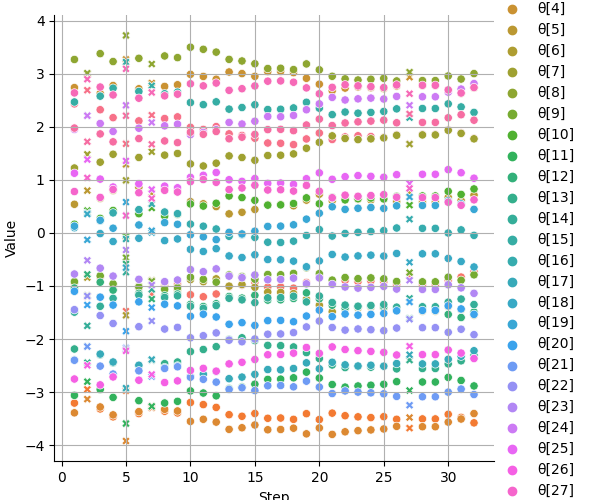 4
3
2
1
0
−1
−2
−3
−4
Value
0
5
10
15
20
25
30
Step
θ[4]
θ[5]
θ[6]
θ[7]
θ[8]
θ[9]
θ[10]
θ[11]
θ[12]
θ[13]
θ[14]
θ[15]
θ[16]
θ[17]
θ[18]
θ[19]
θ[20]
θ[21]
θ[22]
θ[23]
θ[24]
θ[25]
θ[26]
θ[27]